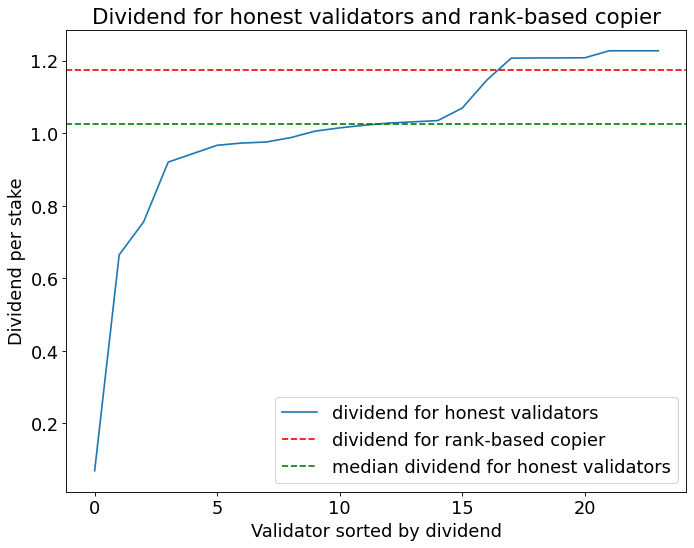 Dividend for honest validators and rank-based copier
Dividend per stake
1.2
1.0
0.8
0.6
0.4
0.2
dividend for honest validators
dividend for rank-based copier
median dividend for honest validators
0 5 10 15 20
Validator sorted by dividend